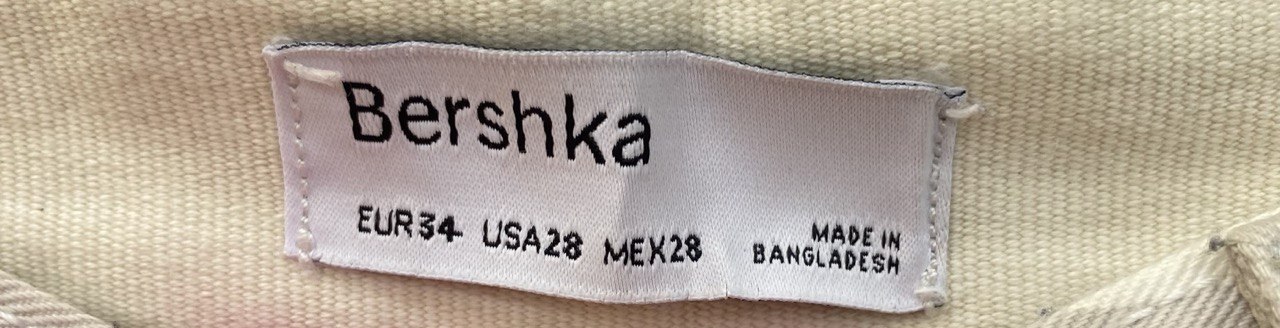 Bershka
EUR34 USA28 MEX28
MADE IN
BANGLADESH